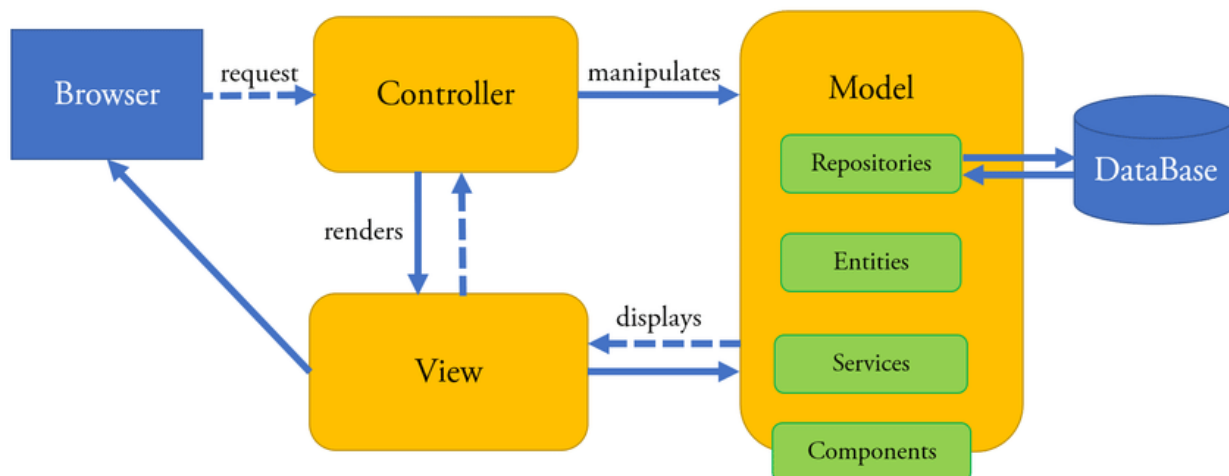 Browser
request
Controller
manipulates
Model
Repositories
DataBase
renders
Entities
displays
View
Services
Components